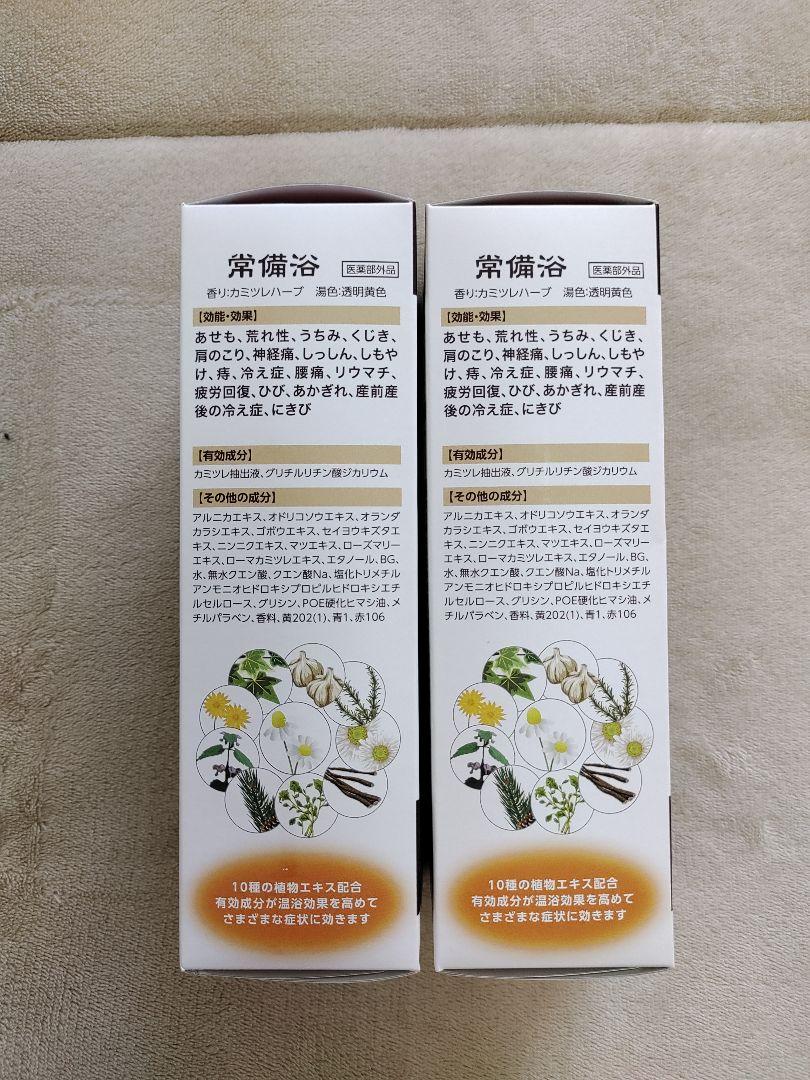 常備浴 医薬部外品
香り:カミツレハーブ 湯色:透明黄色
【効能・効果】
あせも、荒れ性、うちみ、くじき、
肩のこり、神経痛、しっしん、しもや
け、痔、冷え症、腰痛、リウマチ、
疲労回復、ひび、あかぎれ、産前産
後の冷え症、にきび
【有効成分】
カミツレ抽出液、グリチルリチン酸ジカリウム
【その他の成分】
アルニカエキス、オドリコソウエキス、オランダ
カラシエキス、ゴボウエキス、セイヨウキズタエ
キス、ニンニクエキス、マツエキス、ローズマリー
エキス、ローマカミツレエキス、エタノール、BG、
水、無水クエン酸、クエン酸Na、塩化トリメチル
アンモニオヒドロキシプロピルヒドロキシエチ
ルセルロース、グリシン、POE硬化ヒマシ油、メ
チルパラベン、香料、黄202(1)、青1、赤106
10種の植物エキス配合
有効成分が温浴効果を高めて
さまざまな症状に効きます
常備浴 医薬部外品
香り:カミツレハーブ 湯色:透明黄色
【効能・効果】
あせも、荒れ性、うちみ、くじき、
肩のこり、神経痛、しっしん、しもや
け、痔、冷え症、腰痛、リウマチ、
疲労回復、ひび、あかぎれ、産前産
後の冷え症、にきび
【有効成分】
カミツレ抽出液、グリチルリチン酸ジカリウム
【その他の成分】
アルニカエキス、オドリコソウエキス、オランダ
カラシエキス、ゴボウエキス、セイヨウキズタエ
キス、ニンニクエキス、マツエキス、ローズマリー
エキス、ローマカミツレエキス、エタノール、BG、
水、無水クエン酸、クエン酸Na、塩化トリメチル
アンモニオヒドロキシプロピルヒドロキシエチ
ルセルロース、グリシン、POE硬化ヒマシ油、メ
チルパラベン、香料、黄202(1)、青1、赤106
10種の植物エキス配合
有効成分が温浴効果を高めて
さまざまな症状に効きます